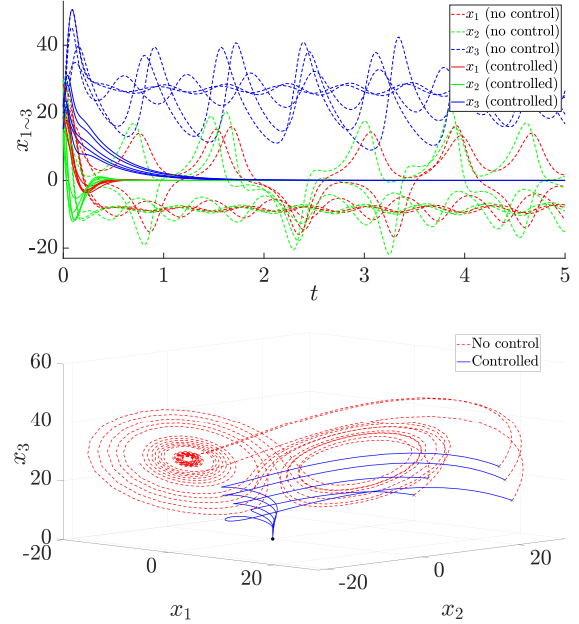 40
20
0
-20
x₁~₃
0
1
2
3
4
5
t
x₁ (no control)
x₂ (no control)
x₃ (no control)
x₁ (controlled)
x₂ (controlled)
x₃ (controlled)
60
40
20
0
x₃
-20
0
20
x₁
-20
0
20
x₂
No control
Controlled